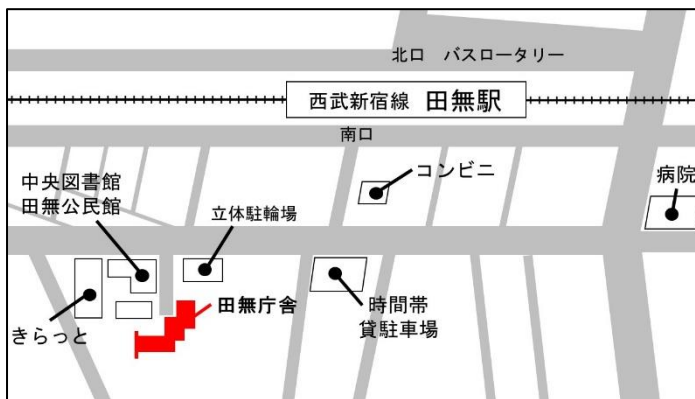 北口 バスロータリー
西武新宿線 田無駅
南口
中央図書館
田無公民館
立体駐輪場
コンビニ
病院
きらっと
田無庁舎
時間帯
貸駐車場